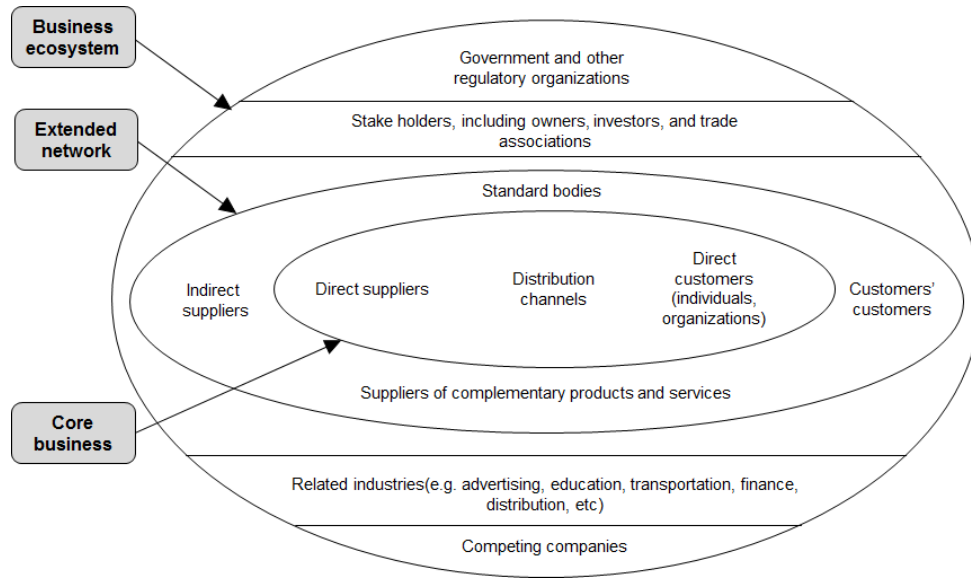 Business
ecosystem
Government and other
regulatory organizations
Extended
network
Stake holders, including owners, investors, and trade
associations
Standard bodies
Indirect
suppliers
Direct suppliers
Distribution
channels
Direct
customers
(individuals,
organizations)
Customers’
customers
Suppliers of complementary products and services
Core
business
Related industries(e.g. advertising, education, transportation, finance,
distribution, etc)
Competing companies